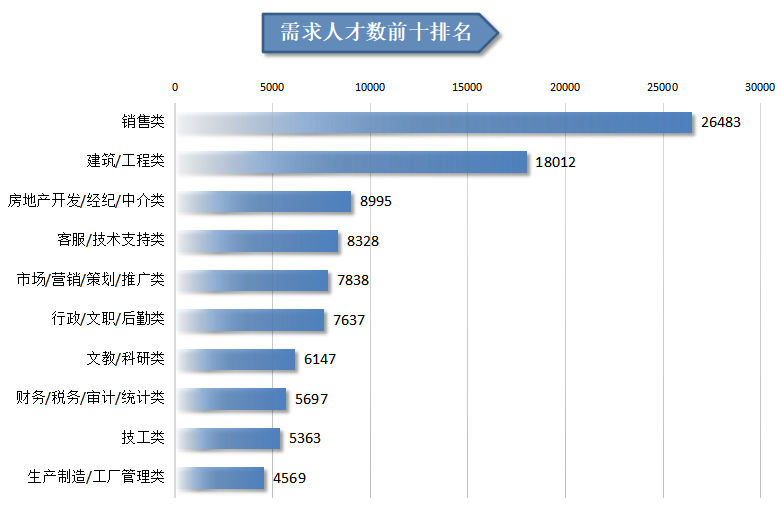 需求人才数前十排名
0 5000 10000 15000 20000 25000 30000
销售类 26483
建筑/工程类 18012
房地产开发/经纪/中介类 8995
客服/技术支持类 8328
市场/营销/策划/推广类 7838
行政/文职/后勤类 7637
文教/科研类 6147
财务/税务/审计/统计类 5697
技工类 5363
生产制造/工厂管理类 4569